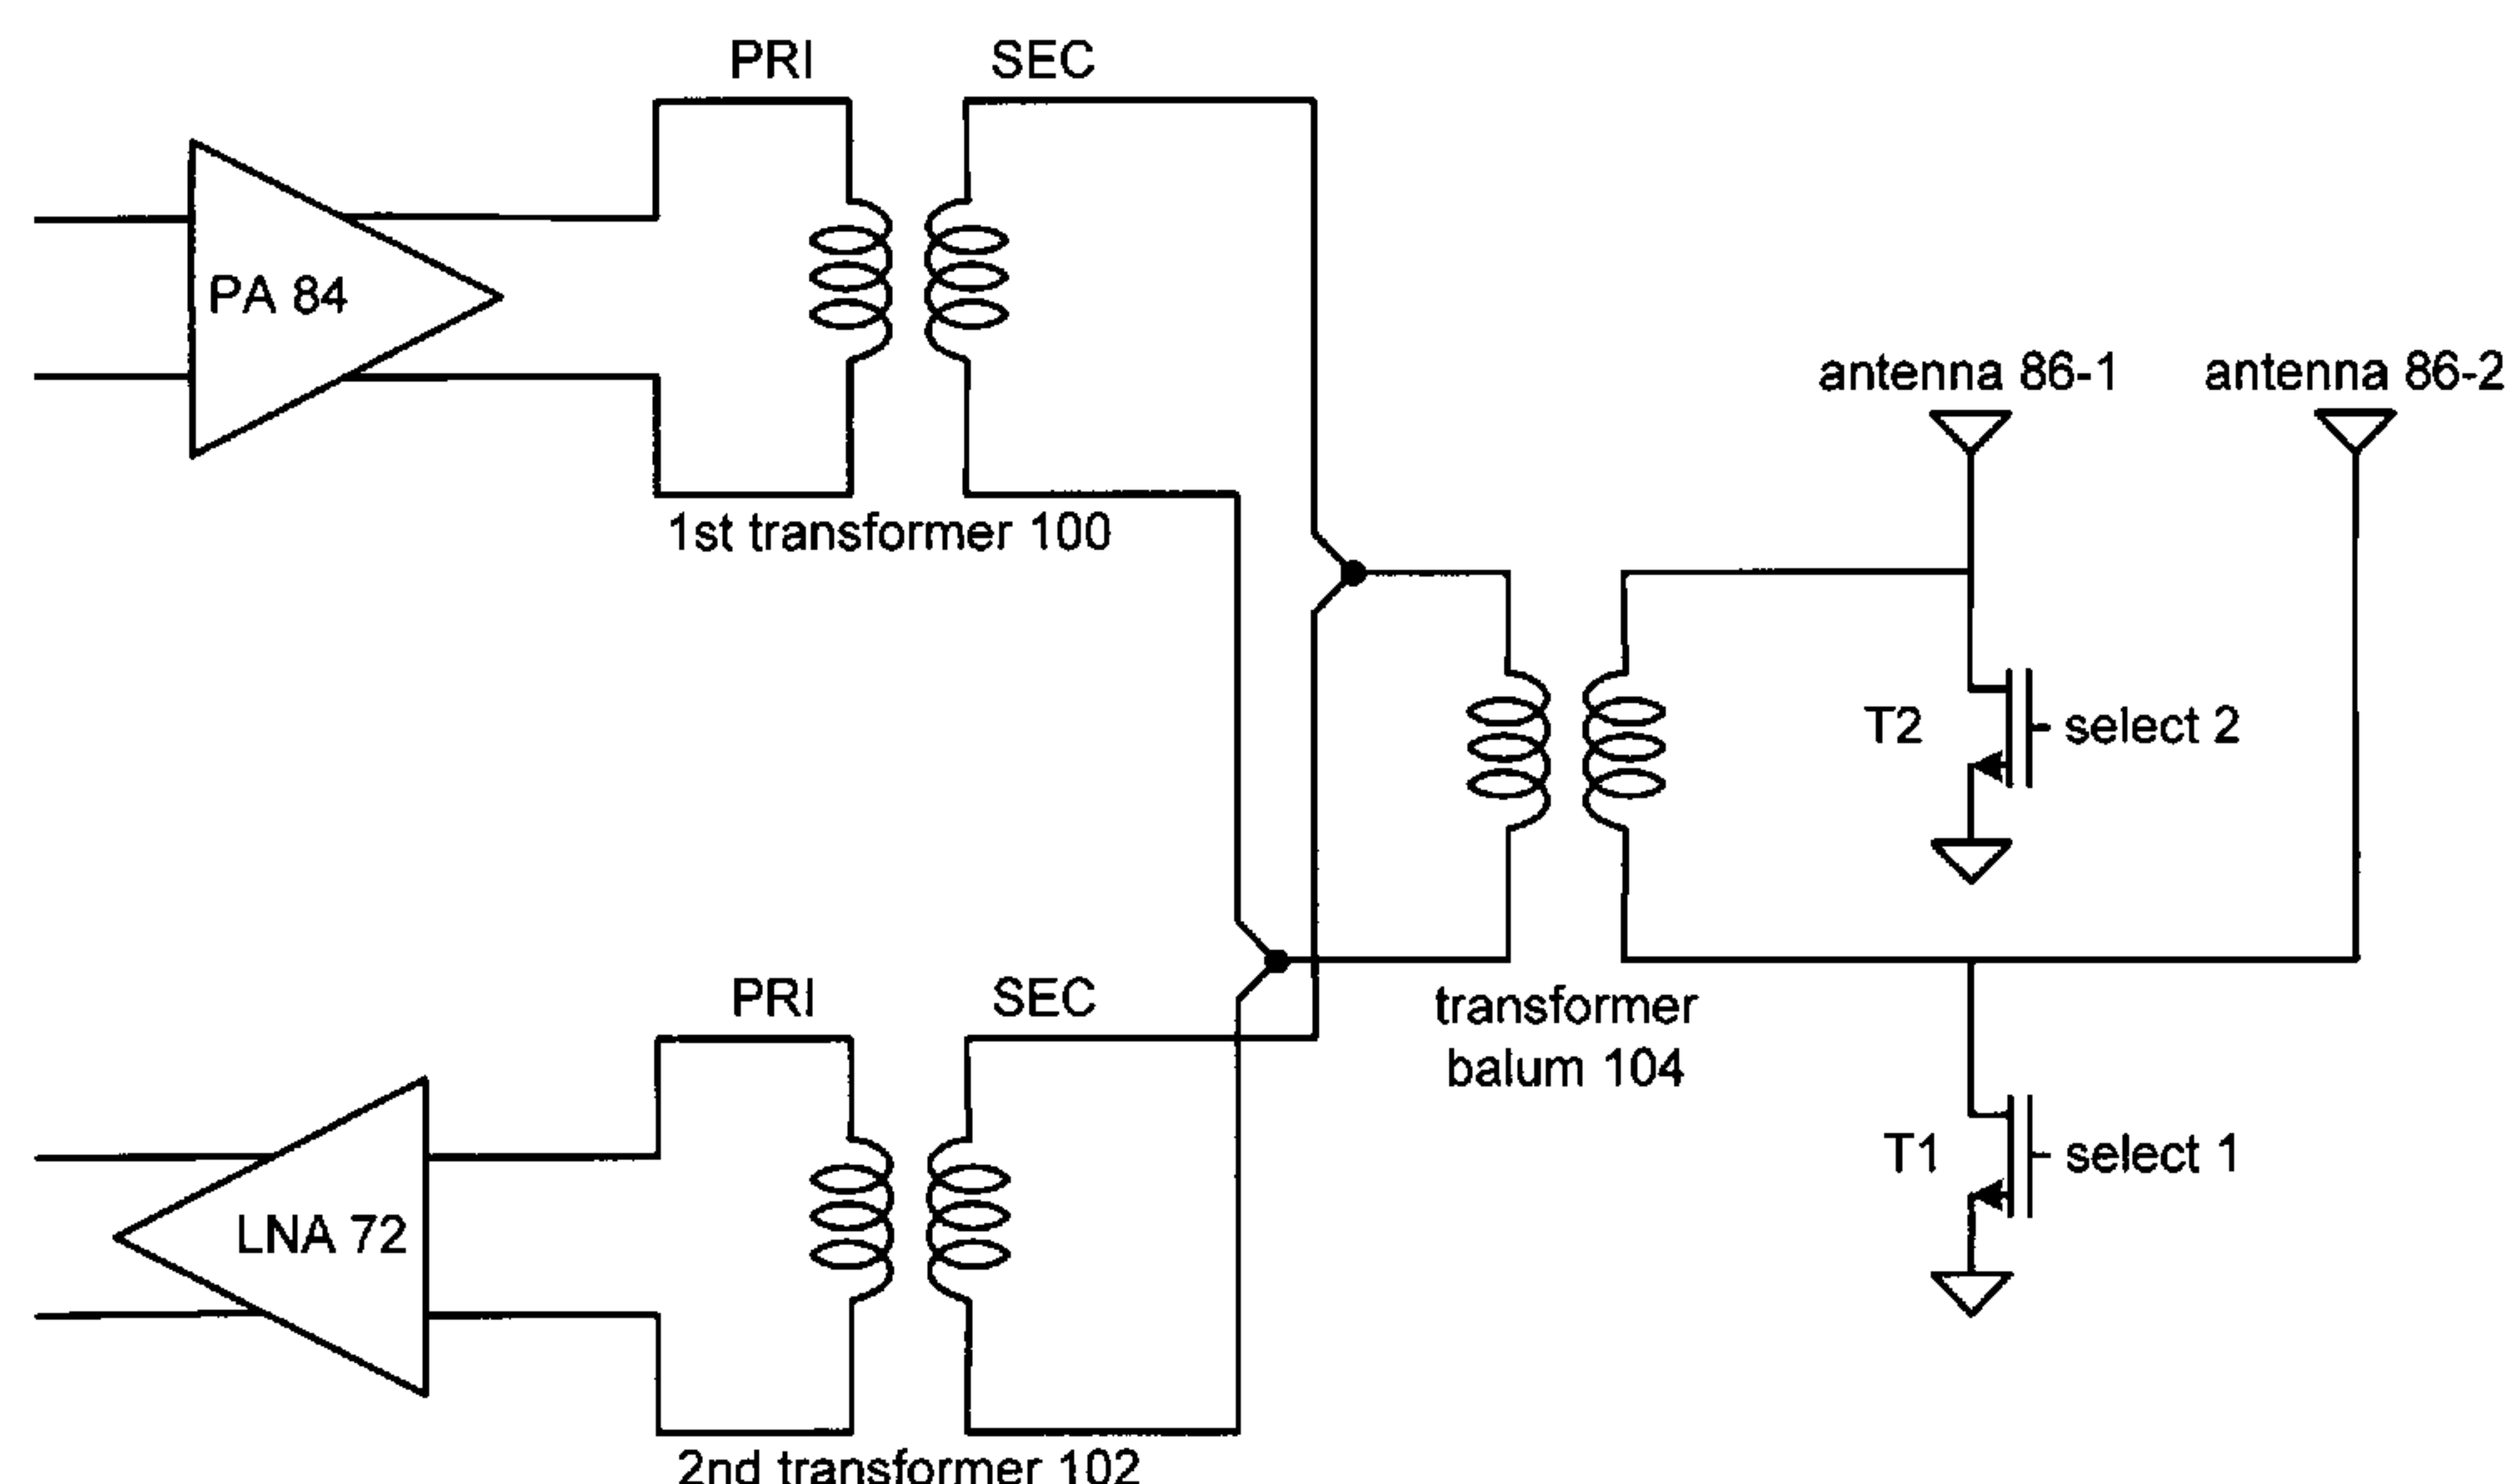 PRI
SEC
PA 84
1st transformer 100
antenna 86-1
antenna 86-2
T2
select 2
PRI
SEC
transformer
balum 104
T1
select 1
LNA 72
2nd transformer 102